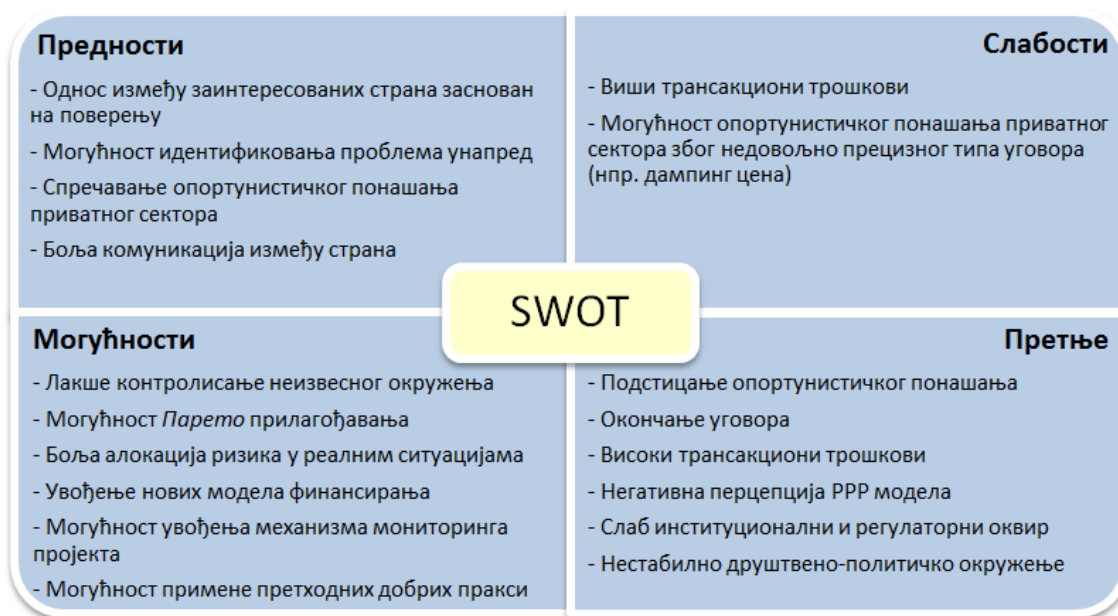 Предности
- Однос између заинтересованих страна заснован
на поверењу
- Могућност идентификовања проблема унапред
- Спречавање опортунистичког понашања
приватног сектора
- Боља комуникација између страна
Слабости
- Виши трансакциони трошкови
- Могућност опортунистичког понашања приватног
сектора због недовољно прецизног типа уговора
(нпр. дампинг цена)
SWOT
Могућности
- Лакше контролисање неизвесног окружења
- Могућност Парето прилагођавања
- Боља алокација ризика у реалним ситуацијама
- Увођење нових модела финансирања
- Могућност увођења механизма мониторинга
пројекта
- Могућност примене претходних добрих пракси
Претње
- Подстицање опортунистичког понашања
- Окончање уговора
- Високи трансакциони трошкови
- Негативна перцепција PPP модела
- Слаб институционални и регулаторни оквир
- Нестабилно друштвено-политичко окружење